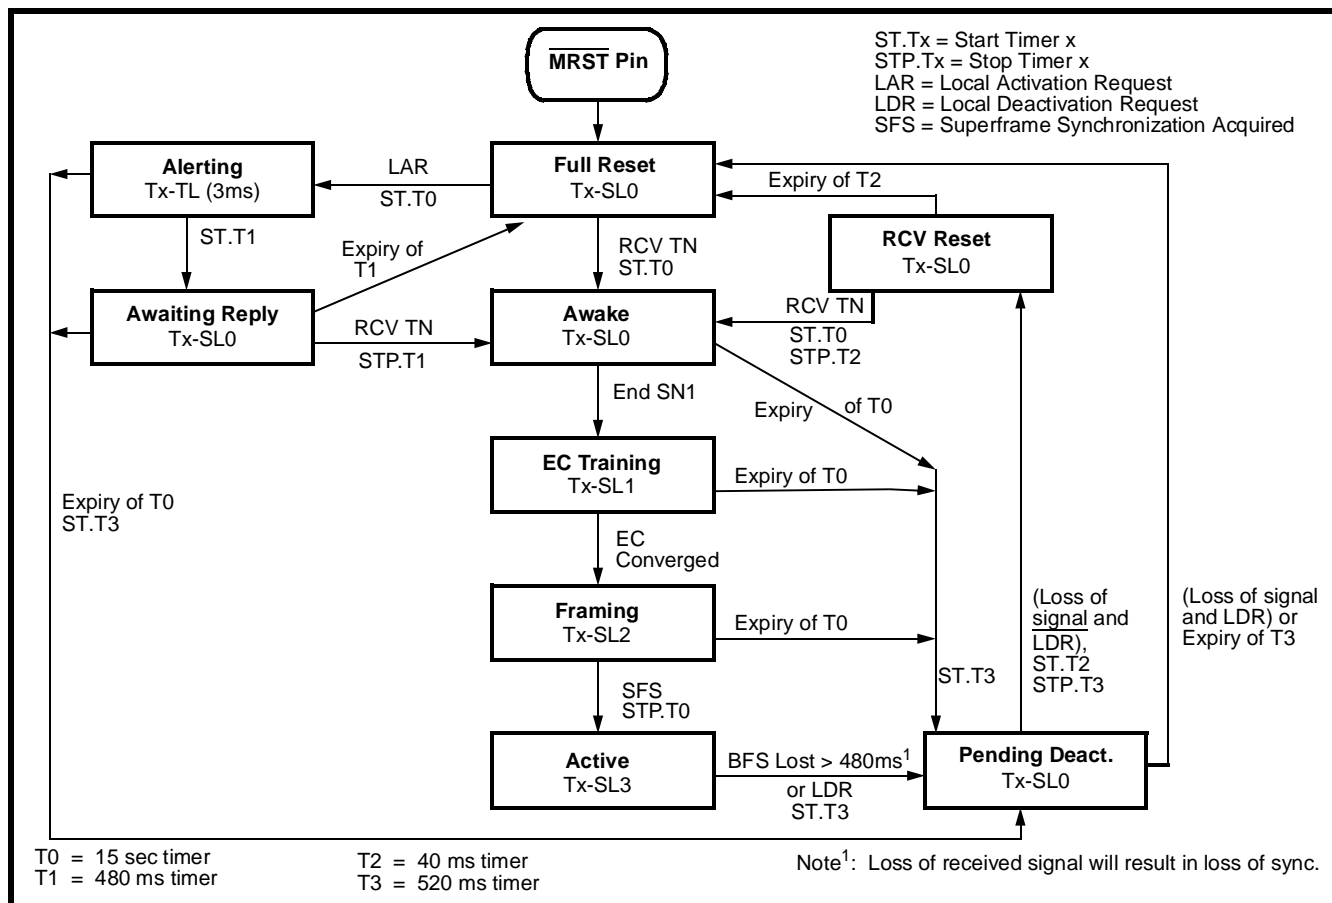 MRST Pin
ST.Tx = Start Timer x
STP.Tx = Stop Timer x
LAR = Local Activation Request
LDR = Local Deactivation Request
SFS = Superframe Synchronization Acquired
Alerting
Tx-TL (3ms)
LAR
ST.T0
Full Reset
Tx-SL0
Expiry of T2
RCV Reset
Tx-SL0
ST.T1
Expiry of
T1
RCV TN
ST.T0
Awaiting Reply
Tx-SL0
RCV TN
STP.T1
Awake
Tx-SL0
RCV TN
ST.T0
STP.T2
End SN1
Expiry of T0
EC Training
Tx-SL1
Expiry of T0
Expiry of T0
ST.T3
EC
Converged
Framing
Tx-SL2
Expiry of T0
(Loss of
signal and
LDR),
ST.T2
STP.T3
(Loss of signal
and LDR) or
Expiry of T3
ST.T3
SFS
STP.T0
Active
Tx-SL3
BFS Lost > 480ms1
or LDR
ST.T3
Pending Deact.
Tx-SL0
T0 = 15 sec timer
T1 = 480 ms timer
T2 = 40 ms timer
T3 = 520 ms timer
Note1: Loss of received signal will result in loss of sync.